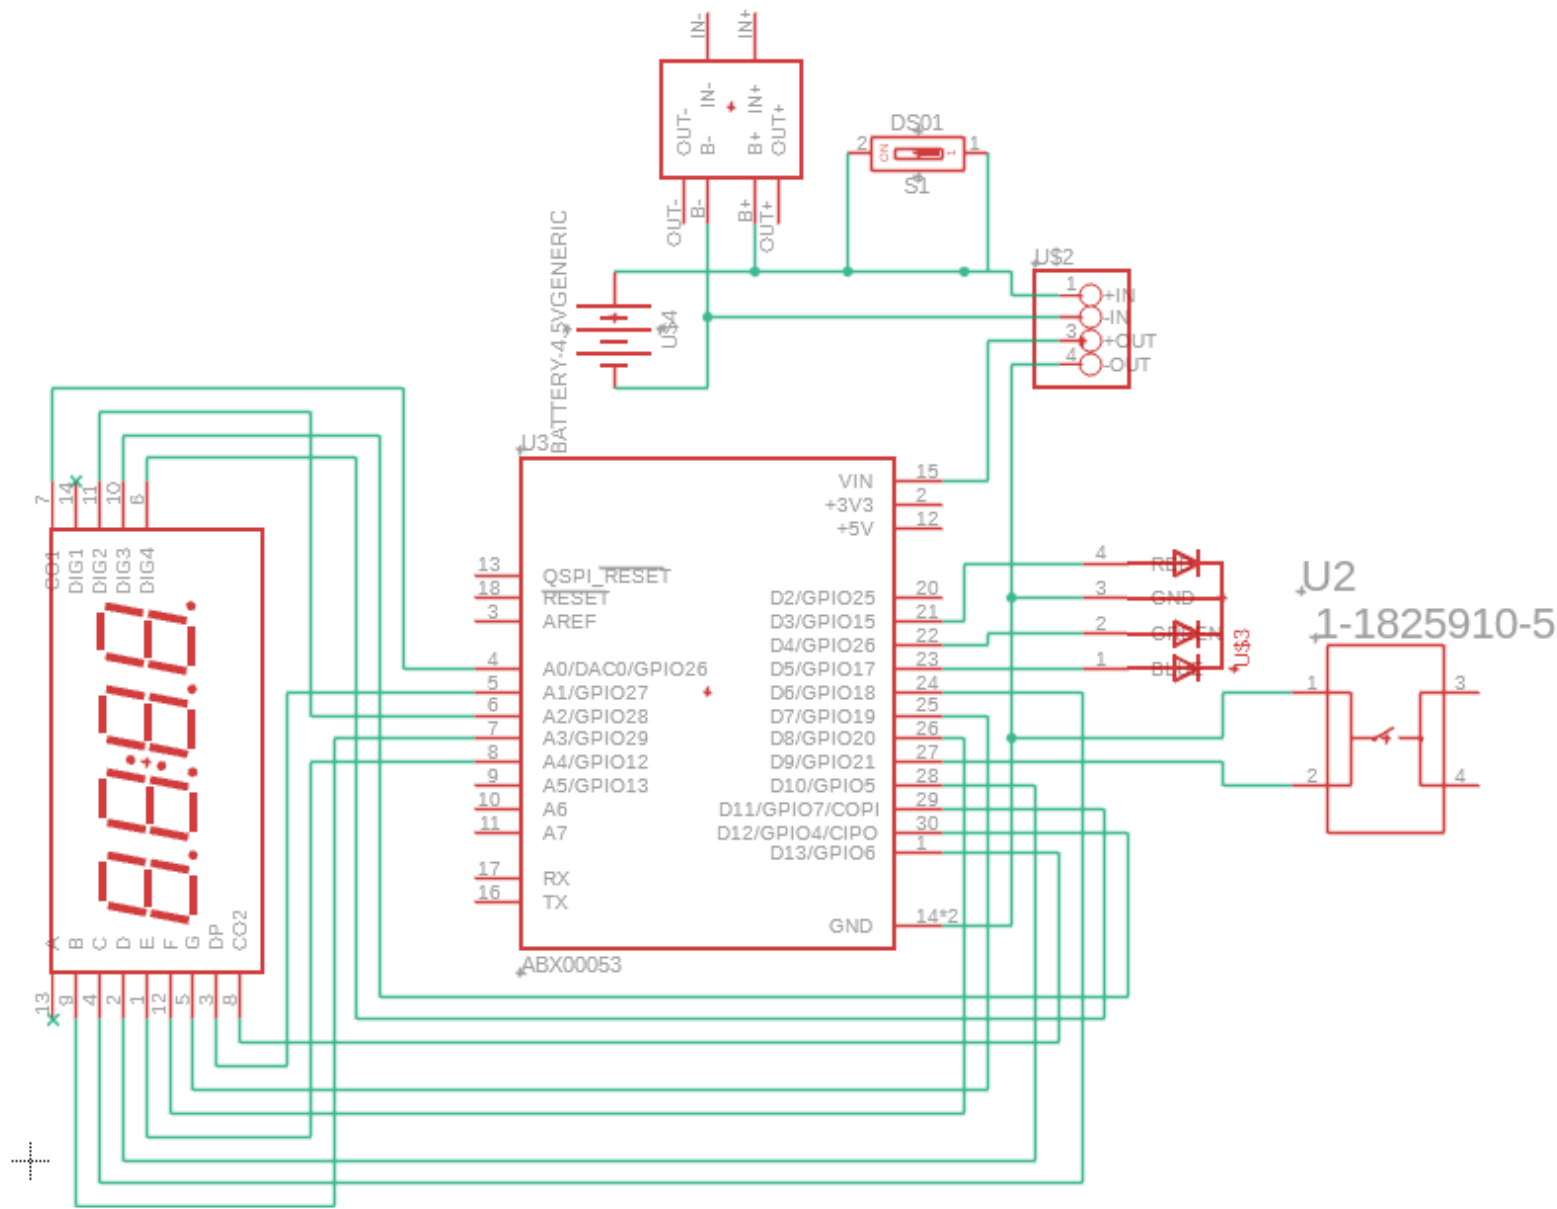 IN-
IN+
IN-
IN+
OUT-
B-
B+
OUT+
OUT-
B-
B+
OUT+
DS01
2
ON
1
1
S1
BATTERY-4.5VGENERIC
U$4
U$2
1
+IN
-IN
3
+OUT
4
-OUT
U3
VIN
15
+3V3
2
+5V
12
13
QSPI_RESET
18
RESET
3
AREF
4
A0/DAC0/GPIO26
5
A1/GPIO27
6
A2/GPIO28
7
A3/GPIO29
8
A4/GPIO12
9
A5/GPIO13
10
A6
11
A7
17
RX
16
TX
D2/GPIO25
20
D3/GPIO15
21
D4/GPIO26
22
D5/GPIO17
23
D6/GPIO18
24
D7/GPIO19
25
D8/GPIO20
26
D9/GPIO21
27
D10/GPIO5
28
D11/GPIO7/COPI
29
D12/GPIO4/CIPO
30
D13/GPIO6
1
GND
14*2
ABX00053
4
3
GND
2
GREEN
1
U$3
U2
1-1825910-5
1
2
3
4
7
14
11
10
6
CO1
DIG1
DIG2
DIG3
DIG4
A
B
C
D
E
F
G
DP
CO2
13
9
4
2
1
12
5
3
8